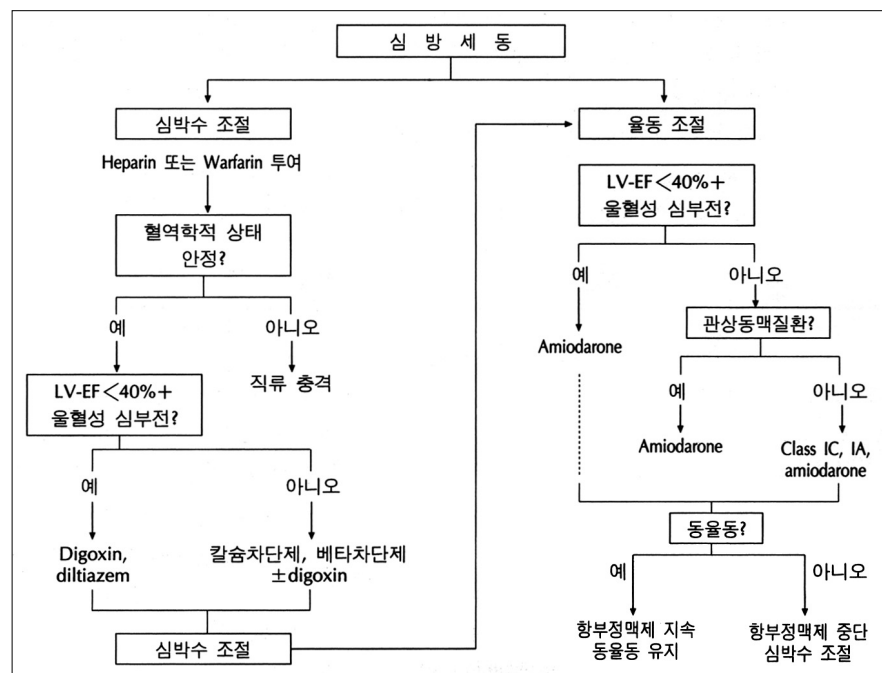 심 방 세 동
심박수 조절
Heparin 또는 Warfarin 투여
혈역학적 상태
안정?
예
아니오
직류 충격
LV-EF<40%+
울혈성 심부전?
예
아니오
Digoxin,
diltiazem
칼슘차단제, 베타차단제
±digoxin
심박수 조절
율동 조절
LV-EF<40%+
울혈성 심부전?
예
아니오
Amiodarone
관상동맥질환?
예
아니오
Amiodarone
Class IC, IA,
amiodarone
동율동?
예
아니오
항부정맥제 지속
동율동 유지
항부정맥제 중단
심박수 조절